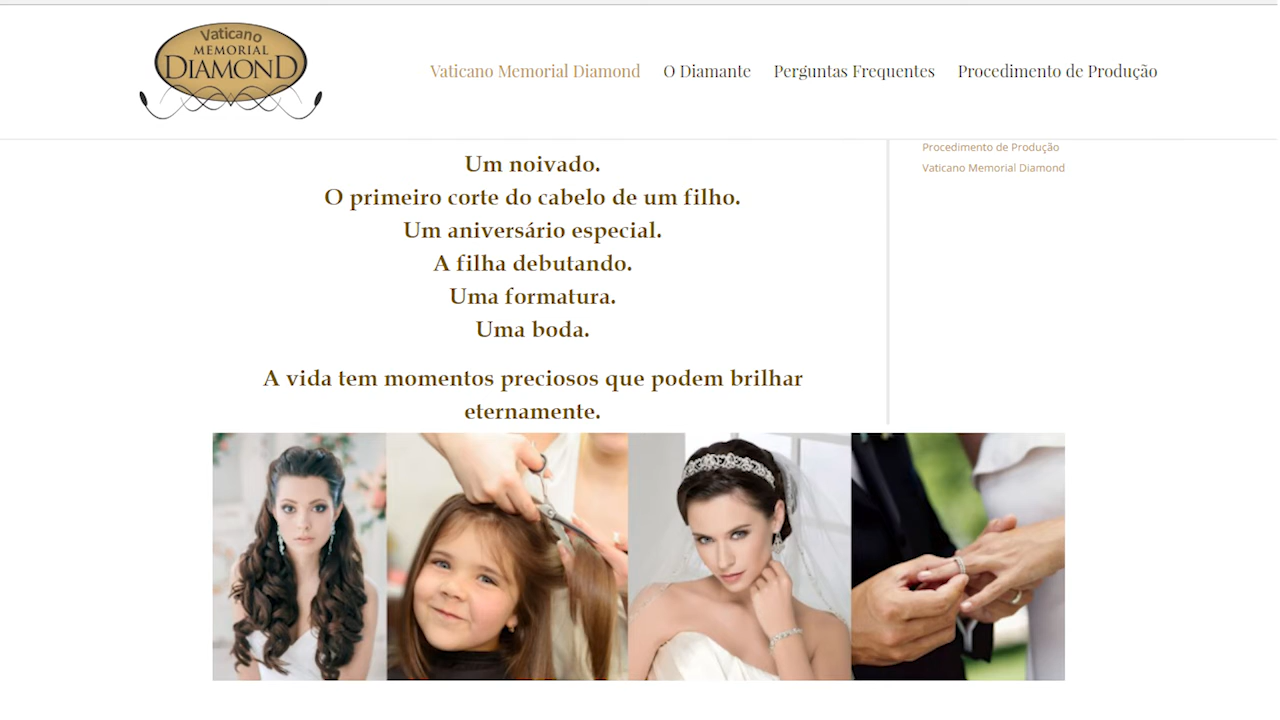 Vaticano
MEMORIAL
DIAMOND
Vaticano Memorial Diamond
O Diamante
Perguntas Frequentes
Procedimento de Produção
Procedimento de Produção
Vaticano Memorial Diamond
Um noivado.
O primeiro corte do cabelo de um filho.
Um aniversário especial.
A filha debutando.
Uma formatura.
Uma boda.
A vida tem momentos preciosos que podem brilhar
eternamente.